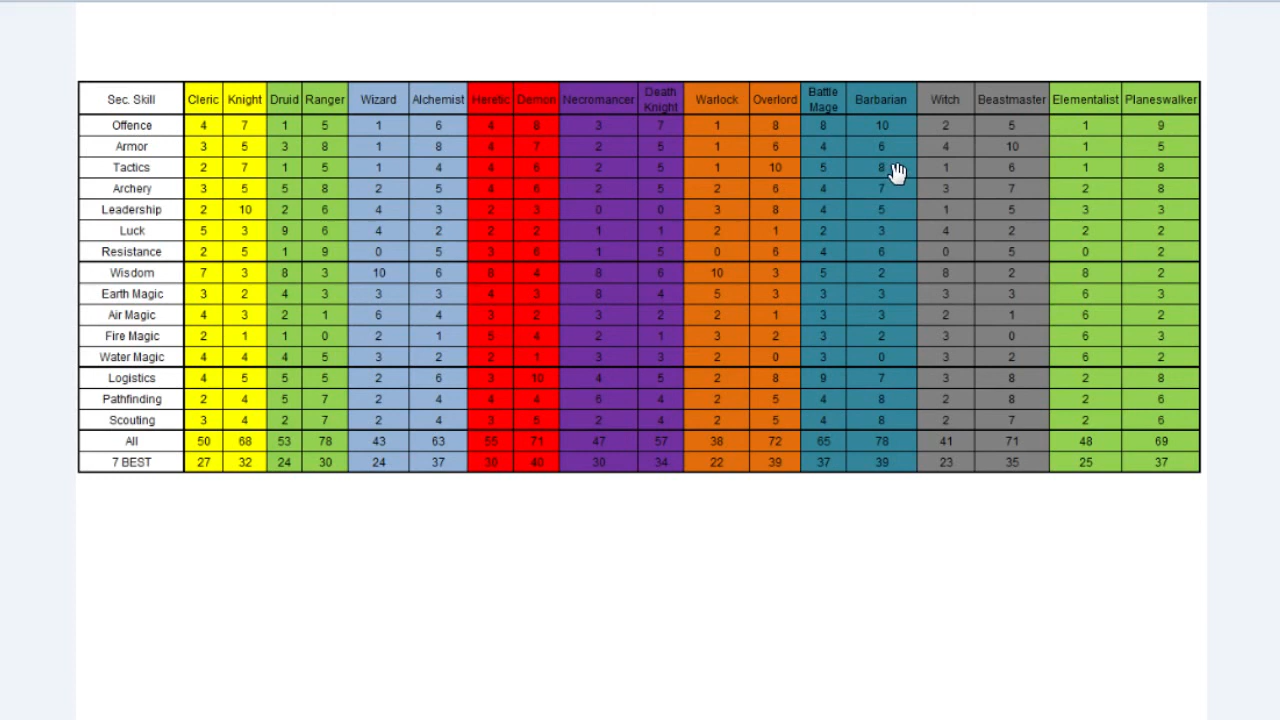 Sec. Skill Cleric Knight Druid Ranger Wizard Alchemist Heretic Demon Necromancer Death Knight Warlock Overlord Battle Mage Barbarian Witch Beastmaster Elementalist Planeswalker
Offence 4 7 1 5 1 6 4 8 3 7 1 8 8 10 2 5 1 9
Armor 3 5 3 8 1 8 4 7 2 5 1 6 4 6 4 10 1 5
Tactics 2 7 1 5 1 4 4 6 2 5 1 10 5 8 1 6 1 8
Archery 3 5 5 8 2 5 4 6 2 5 2 6 4 7 3 7 2 8
Leadership 2 10 2 6 4 3 2 3 0 0 3 8 4 5 1 5 3 3
Luck 5 3 9 6 4 2 2 2 1 1 2 1 2 3 4 2 2 2
Resistance 2 5 1 9 0 5 3 6 1 5 0 6 4 6 0 5 0 2
Wisdom 7 3 8 3 10 6 8 4 8 6 10 3 5 2 8 2 8 2
Earth Magic 3 2 4 3 3 3 4 3 8 4 5 3 3 3 3 3 6 3
Air Magic 4 3 2 1 6 4 3 2 3 2 2 1 3 3 2 1 6 2
Fire Magic 2 1 1 0 2 1 5 4 2 1 3 2 3 2 3 0 6 3
Water Magic 4 4 4 5 3 2 2 1 3 3 2 0 3 0 3 2 6 2
Logistics 4 5 5 5 2 6 3 10 4 5 2 8 9 7 3 8 2 8
Pathfinding 2 4 5 7 2 4 4 4 6 4 2 5 4 8 2 8 2 6
Scouting 3 4 2 7 2 4 3 5 2 4 2 5 4 8 2 7 2 6
All 50 68 53 78 43 63 55 71 47 57 38 72 65 78 41 71 48 69
7 BEST 27 32 24 30 24 37 30 40 30 34 22 39 37 39 23 35 25 37